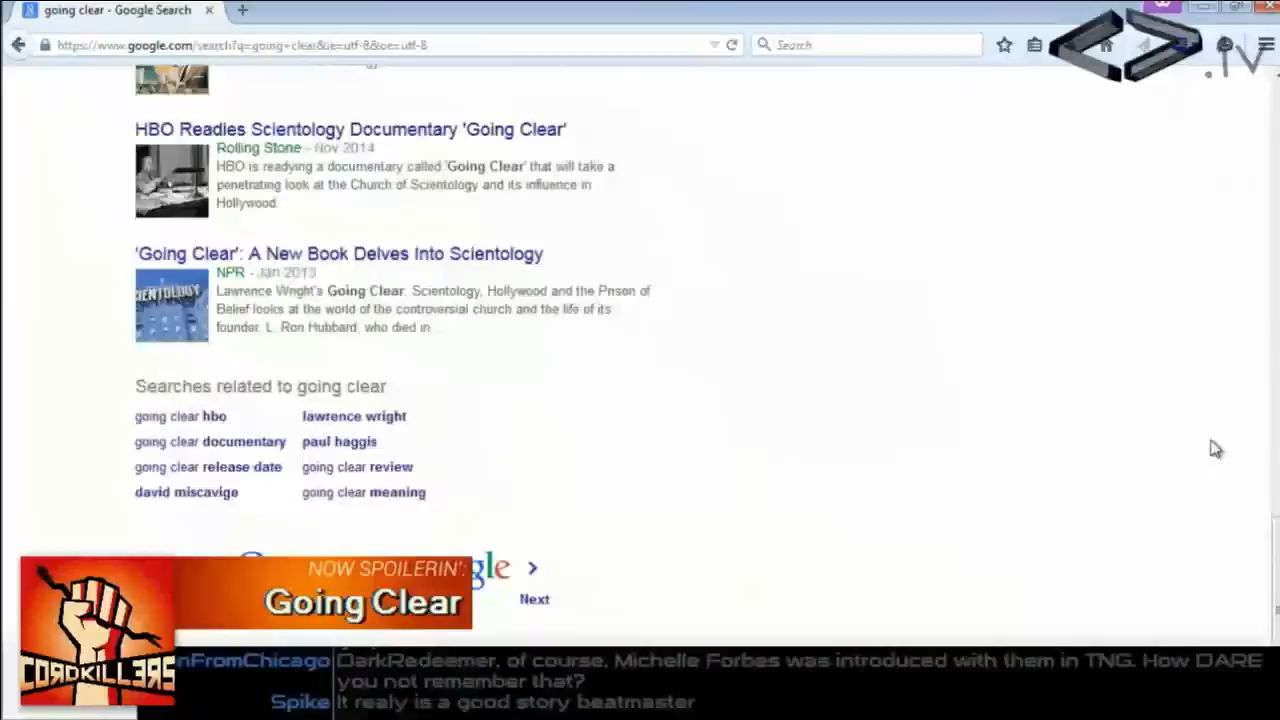 going clear - Google Search
https://www.google.com/search?q=going+clear&ie=utf-8&oe=utf-8
Search
.tv
HBO Readies Scientology Documentary 'Going Clear'
Rolling Stone - Nov 2014
HBO is readying a documentary called 'Going Clear' that will take a
penetrating look at the Church of Scientology and its influence in
Hollywood.
'Going Clear': A New Book Delves Into Scientology
NPR - Jan 2013
Lawrence Wright's Going Clear: Scientology, Hollywood and the Prison of
Belief looks at the world of the controversial church and the life of its
founder, L. Ron Hubbard, who died in
IENTOLOGY
Searches related to going clear
going clear hbo
lawrence wright
going clear documentary
paul haggis
going clear release date
going clear review
david miscavige
going clear meaning
gle
Next
NOW SPOILERIN':
Going Clear
CORDKILLERS
nFromChicago DarkRedeemer, of course, Michelle Forbes was introduced with them in TNG. How DARE
you not remember that?
Spike It realy is a good story beatmaster